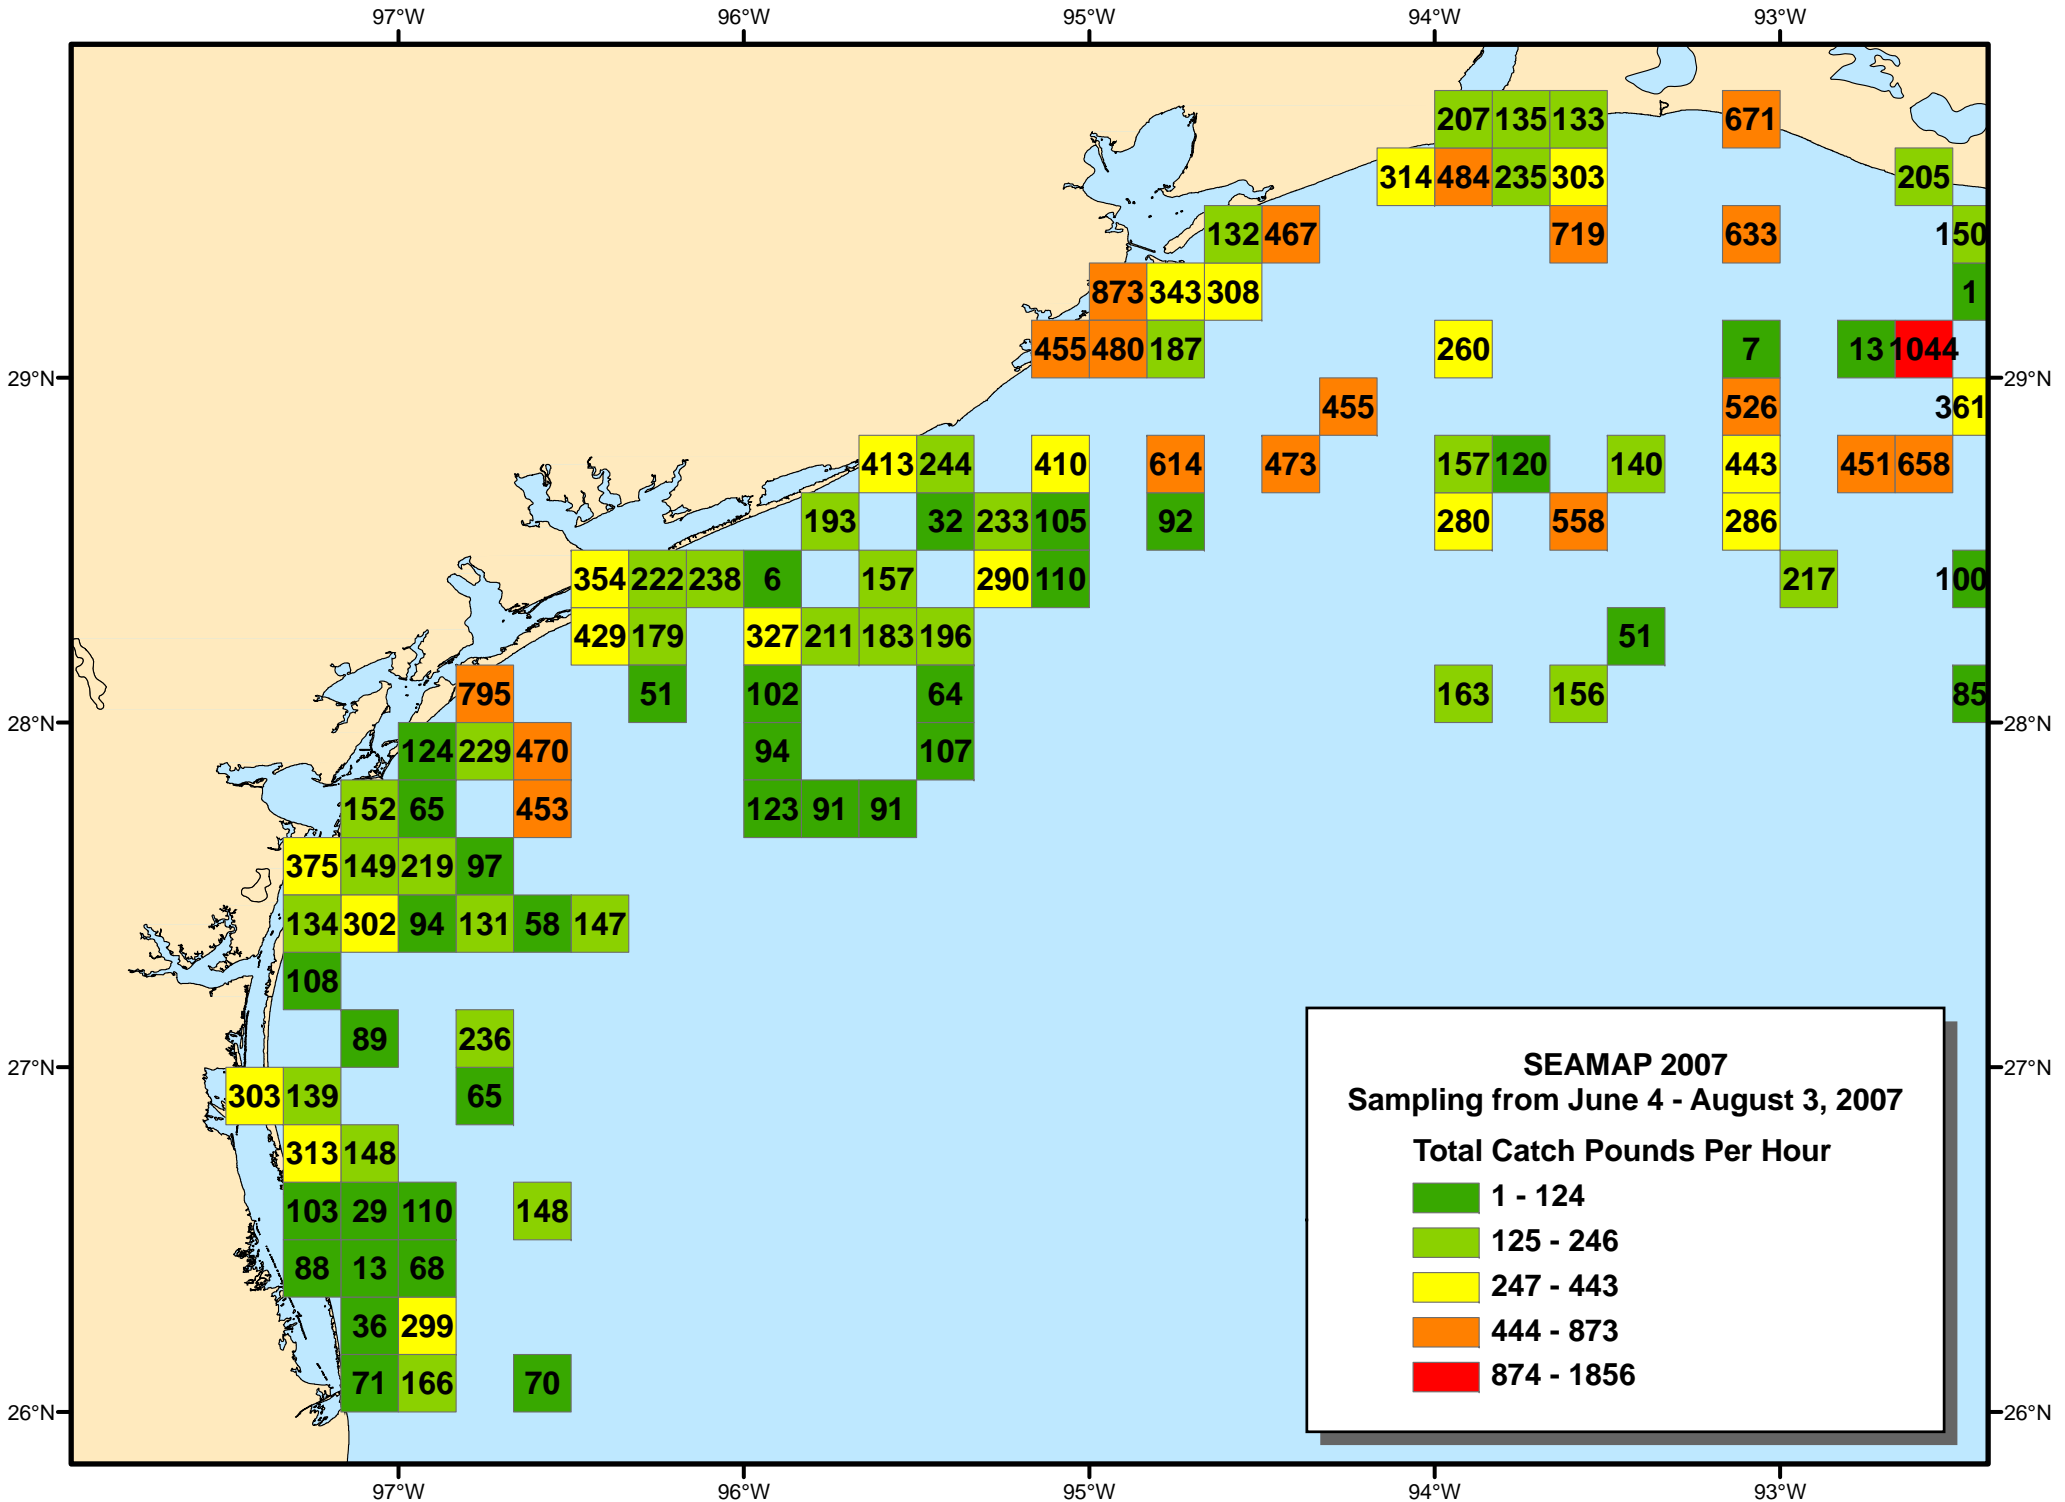 97°W 96°W 95°W 94°W 93°W
207 135 133 671
314 484 235 303 205
132 467 719 633 150
873 343 308 1
455 480 187 260 7 13 1044
29°N 29°N
455 526 361
413 244 410 614 473 157 120 140 443 451 658
193 32 233 105 92 280 558 286
354 222 238 6 157 290 110 217 100
429 179 327 211 183 196 51
795 51 102 64 163 156 85
28°N 28°N
124 229 470 94 107
152 65 453 123 91 91
375 149 219 97
134 302 94 131 58 147
108
89 236
27°N 27°N
303 139 65
313 148
103 29 110 148
88 13 68
36 299
71 166 70
26°N 26°N
SEAMAP 2007
Sampling from June 4 - August 3, 2007
Total Catch Pounds Per Hour
1 - 124
125 - 246
247 - 443
444 - 873
874 - 1856
97°W 96°W 95°W 94°W 93°W